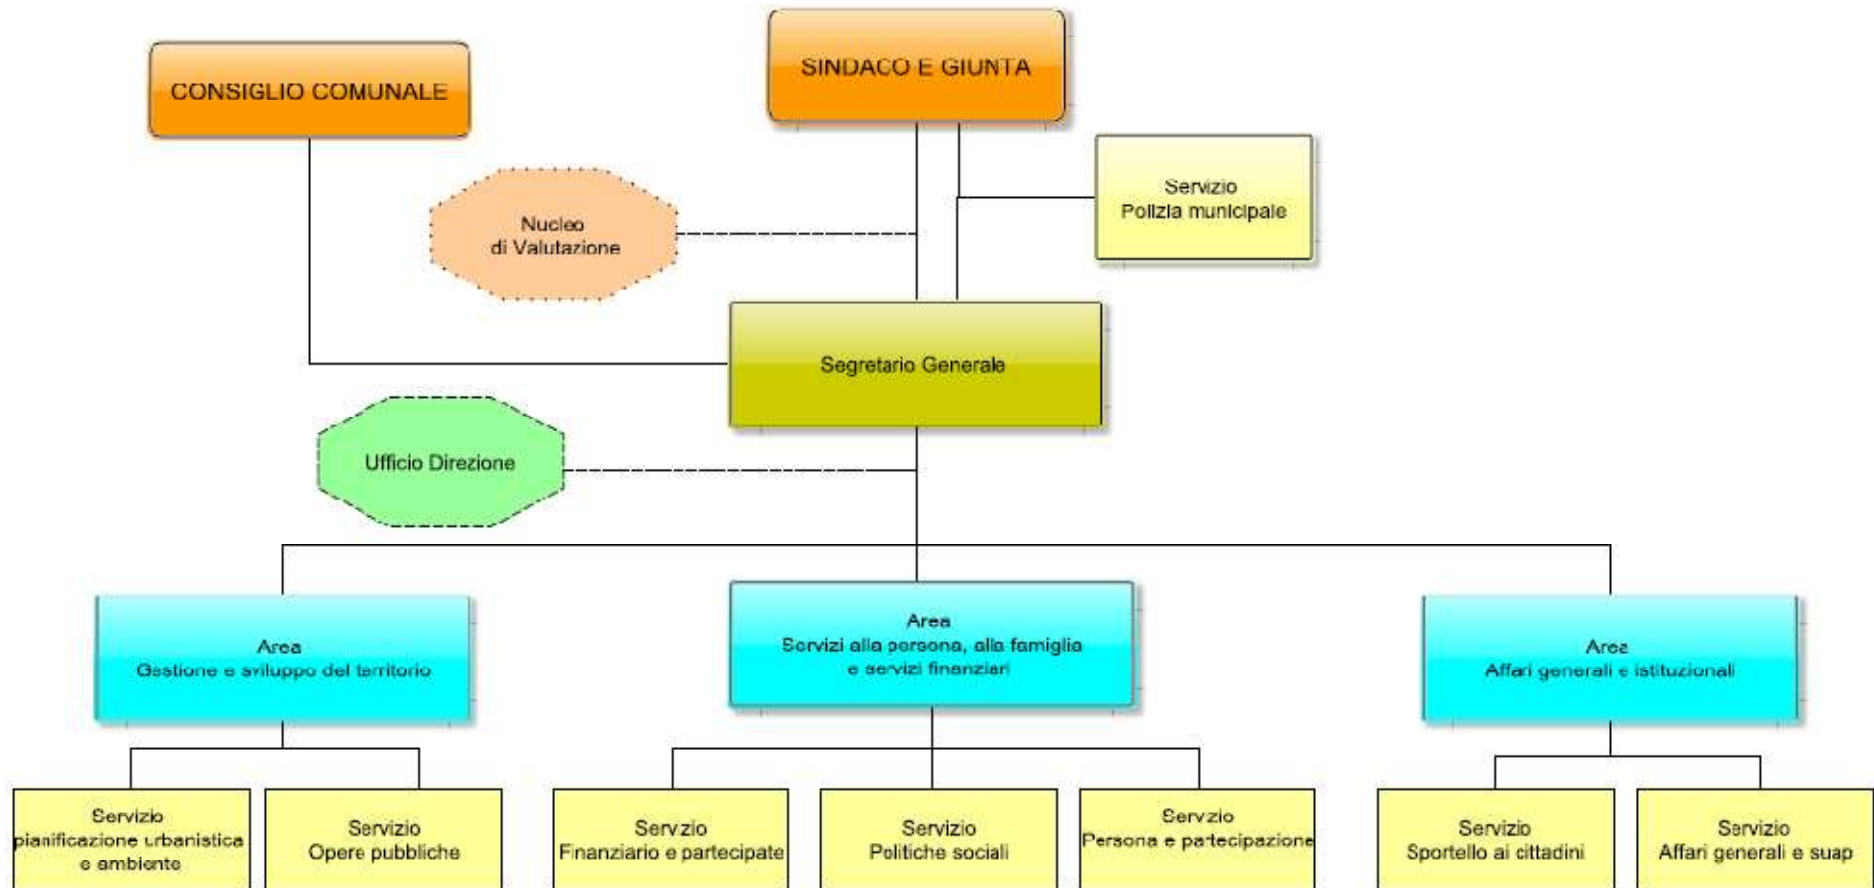 CONSIGLIO COMUNALE
SINDACO E GIUNTA
Servizio
Polizia municipale
Nucleo
di Valutazione
Segretario Generale
Ufficio Direzione
Area
Gestione e sviluppo del territorio
Area
Servizi alla persona, alla famiglia
e servizi finanziari
Area
Affari generali e istituzionali
Servizio
pianificazione urbanistica
e ambiente
Servizio
Opere pubbliche
Servizio
Finanziario e partecipate
Servizio
Politiche sociali
Servizio
Persona e partecipazione
Servizio
Sportello ai cittadini
Servizio
Affari generali e suap